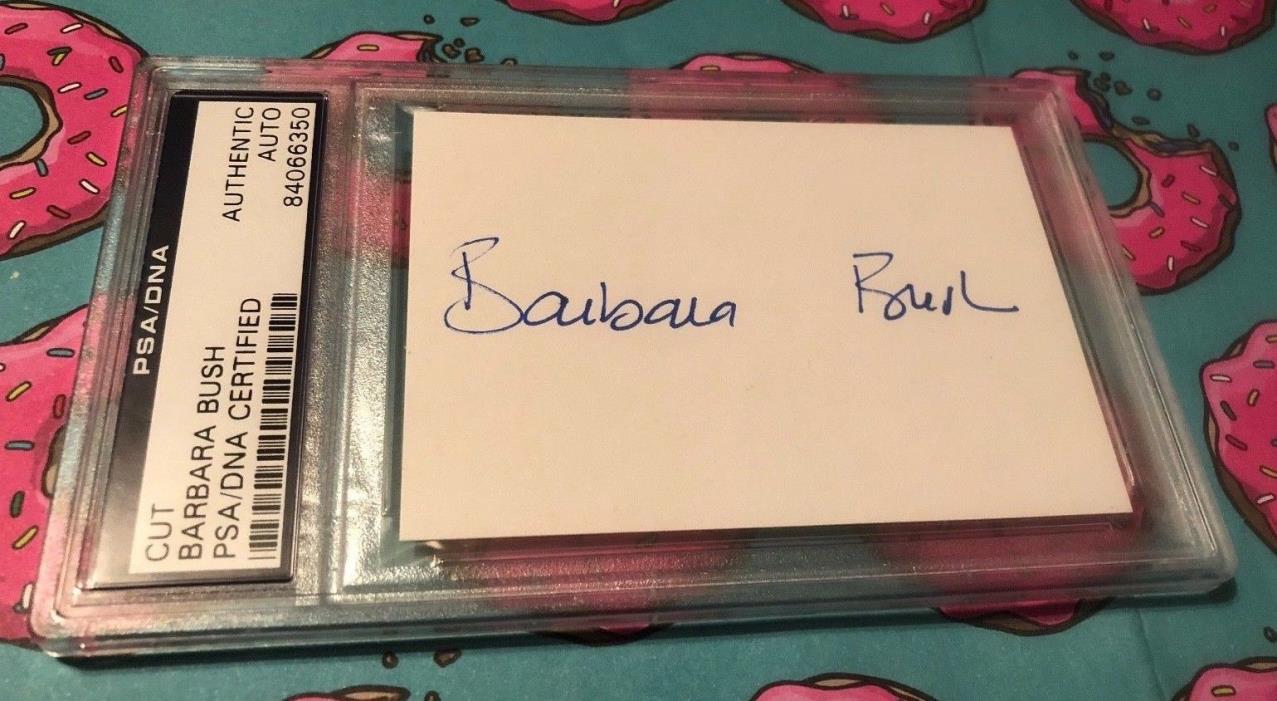 PSA/DNA
CUT
AUTHENTIC
BARBARA BUSH
AUTO
PSA/DNA CERTIFIED
84066350
Barbara Bush